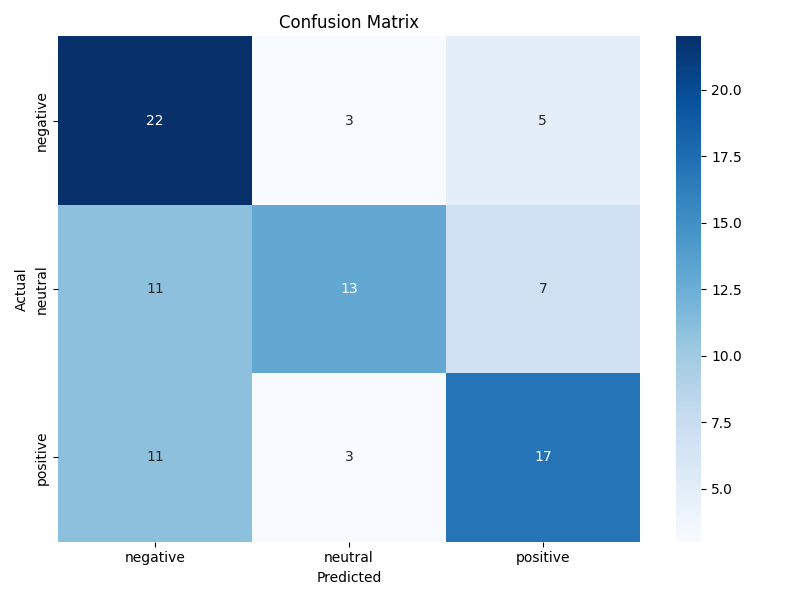 Confusion Matrix
negative 22 3 5
neutral 11 13 7
positive 11 3 17
Actual
negative neutral positive
Predicted
20.0
17.5
15.0
12.5
10.0
7.5
5.0